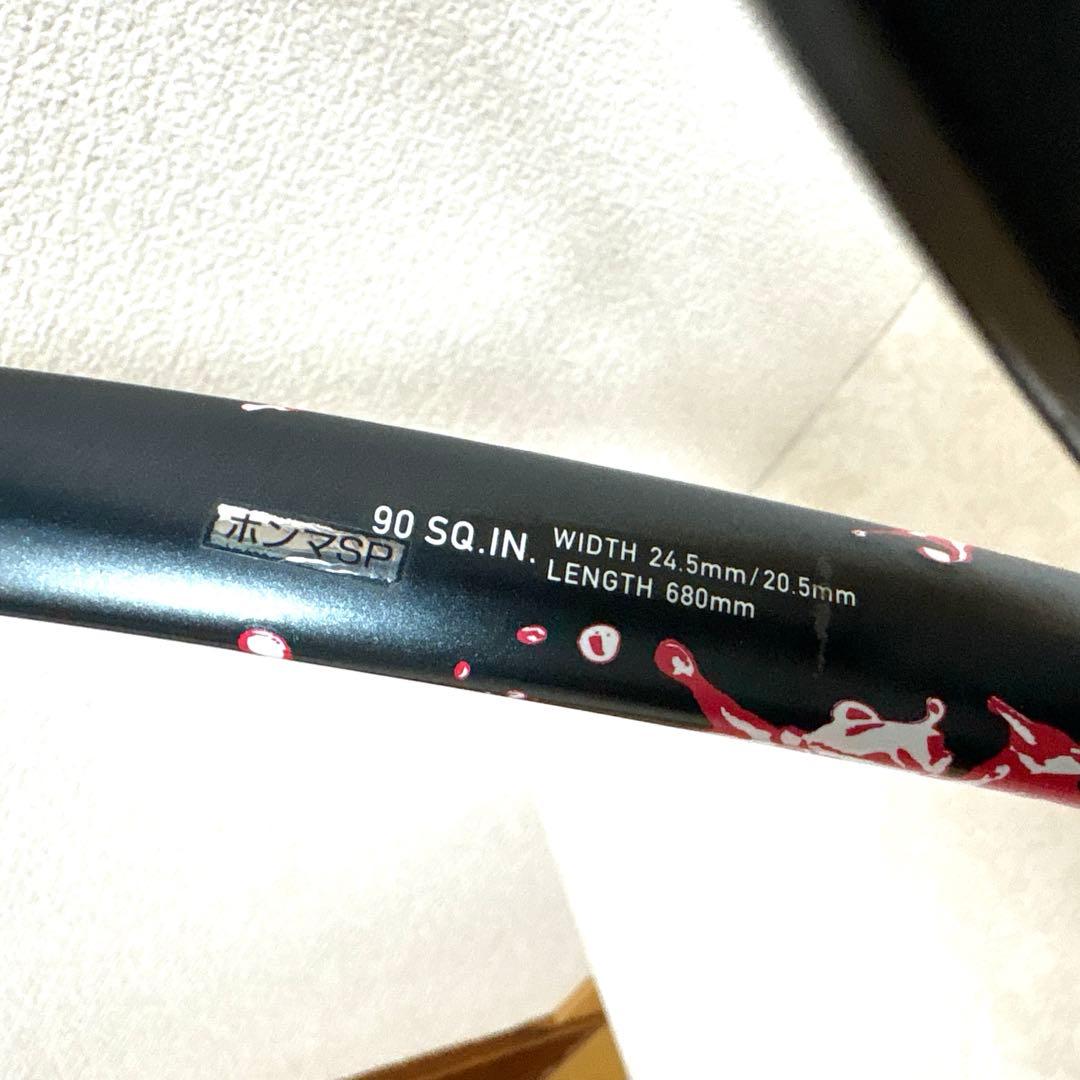 ホンマSP
90 SQ.IN.
WIDTH 24.5mm/20.5mm
LENGTH 680mm